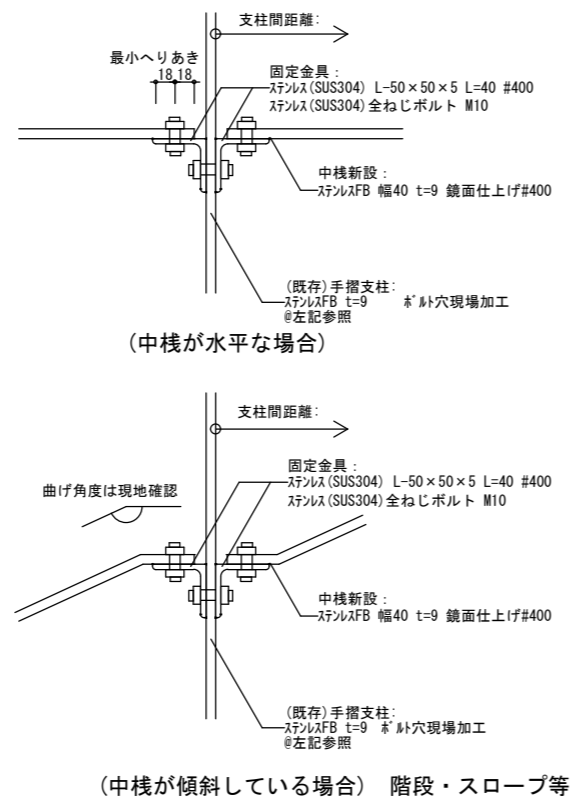 支柱間距離:
最小へりあき
18 18
固定金具：
ｽﾃﾝﾚｽ(SUS304) L-50×50×5 L=40 #400
ｽﾃﾝﾚｽ(SUS304)全ねじボルト M10
中桟新設：
ｽﾃﾝﾚｽFB 幅40 t=9 鏡面仕上げ#400
(既存)手摺支柱:
ｽﾃﾝﾚｽFB t=9 ﾎﾞﾙﾄ穴現場加工
@左記参照
(中桟が水平な場合)
支柱間距離:
固定金具：
ｽﾃﾝﾚｽ(SUS304) L-50×50×5 L=40 #400
ｽﾃﾝﾚｽ(SUS304)全ねじボルト M10
曲げ角度は現地確認
中桟新設：
ｽﾃﾝﾚｽFB 幅40 t=9 鏡面仕上げ#400
(既存)手摺支柱:
ｽﾃﾝﾚｽFB t=9 ﾎﾞﾙﾄ穴現場加工
@左記参照
(中桟が傾斜している場合) 階段・スロープ等